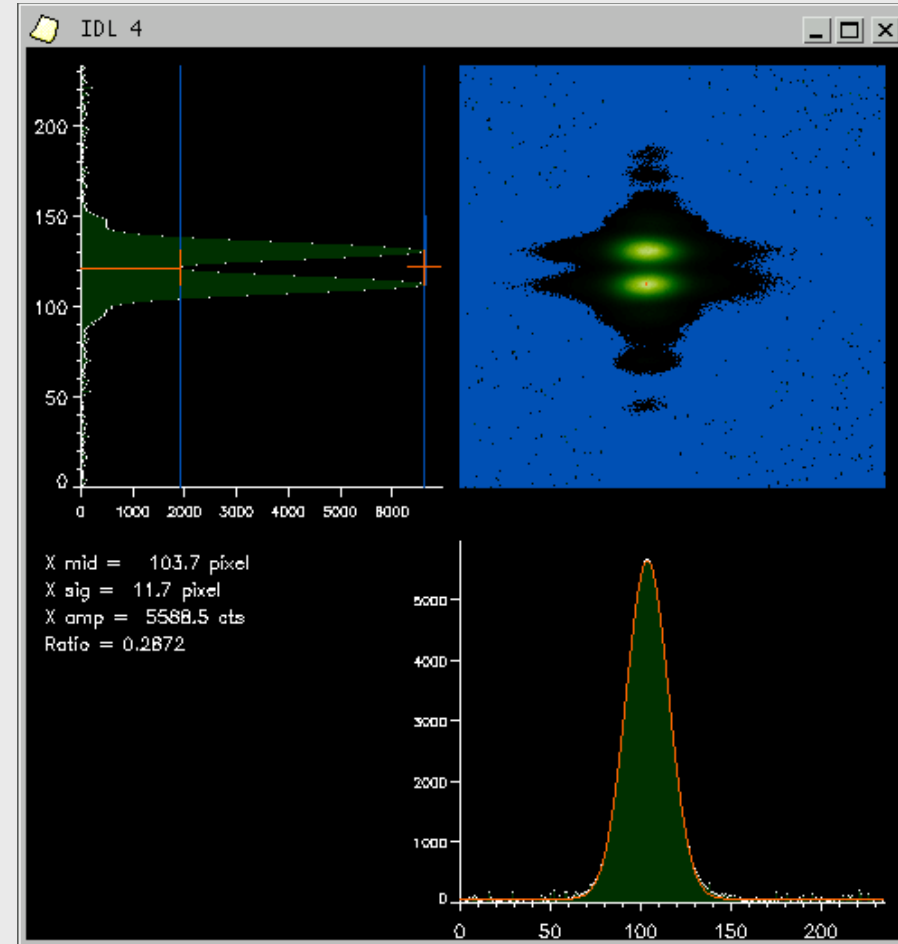 IDL 4
200
150
100
50
0
0 1000 2000 3000 4000 5000 6000
X mid = 103.7 pixel
X sig = 11.7 pixel
X amp = 5588.5 cts
Ratio = 0.2872
5000
4000
3000
2000
1000
0
0 50 100 150 200